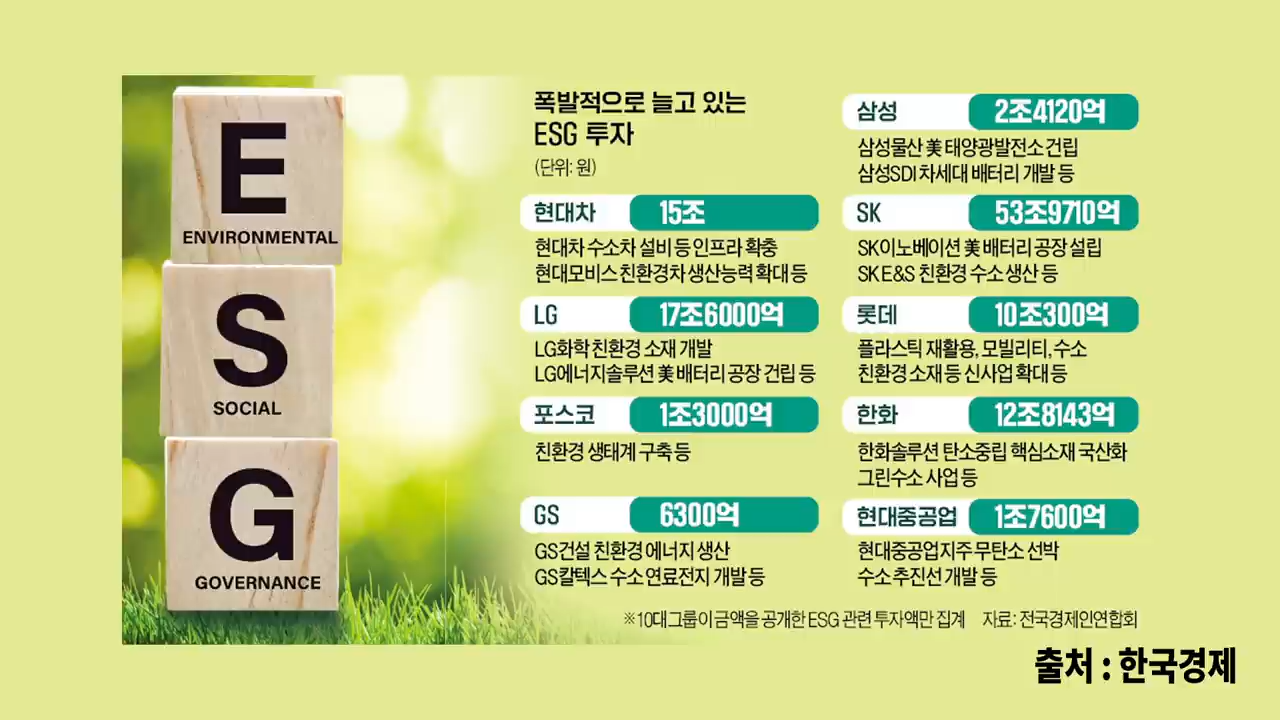 E
ENVIRONMENTAL
S
SOCIAL
G
GOVERNANCE
폭발적으로 늘고 있는
ESG 투자
(단위: 원)
삼성 2조4120억
삼성물산 美 태양광발전소 건립
삼성SDI 차세대 배터리 개발 등
현대차 15조
현대차 수소차 설비 등 인프라 확충
현대모비스 친환경차 생산능력 확대 등
SK 53조9710억
SK이노베이션 美 배터리 공장 설립
SK E&S 친환경 수소 생산 등
LG 17조6000억
LG화학 친환경 소재 개발
LG에너지솔루션 美 배터리 공장 건립 등
롯데 10조300억
플라스틱 재활용, 모빌리티, 수소
친환경 소재 등 신사업 확대 등
포스코 1조3000억
친환경 생태계 구축 등
한화 12조8143억
한화솔루션 탄소중립 핵심소재 국산화
그린수소 사업 등
GS 6300억
GS건설 친환경 에너지 생산
GS칼텍스 수소 연료전지 개발 등
현대중공업 1조7600억
현대중공업지주 무탄소 선박
수소 추진선 개발 등
※10대 그룹이 금액을 공개한 ESG 관련 투자액만 집계 자료: 전국경제인연합회
출처 : 한국경제